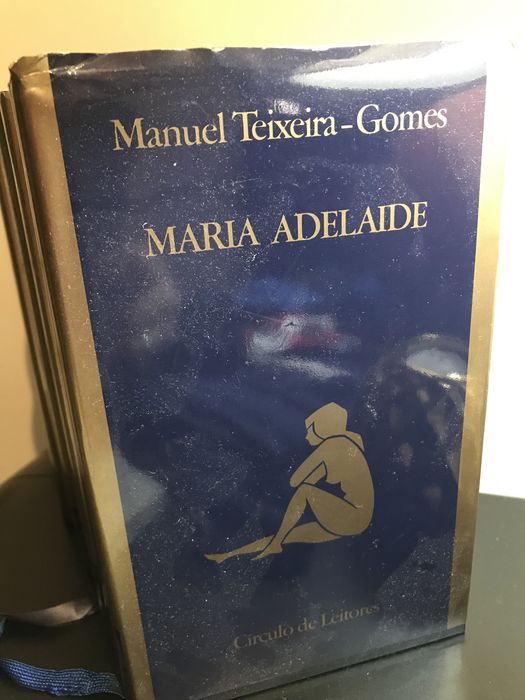 Manuel Teixeira-Gomes
MARIA ADELAIDE
Círculo de Leitores